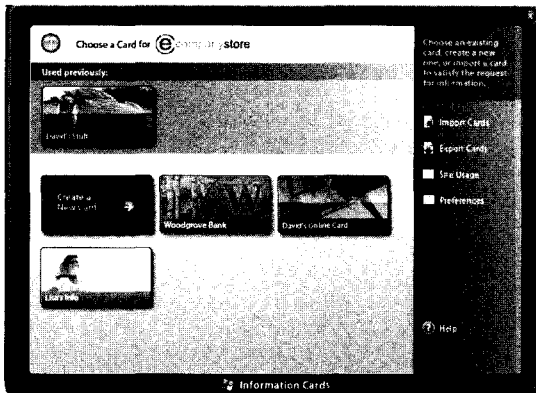 Choose a Card for ecompanystore
Used previously:
David's Stuff
Create a
New Card
Woodgrove Bank
David's Online Card
Lisa's Info
Choose an existing
card, create a new
one, or import a card
to satisfy the request
for information.
Import Cards
Export Cards
Site Usage
Preferences
Help
Information Cards